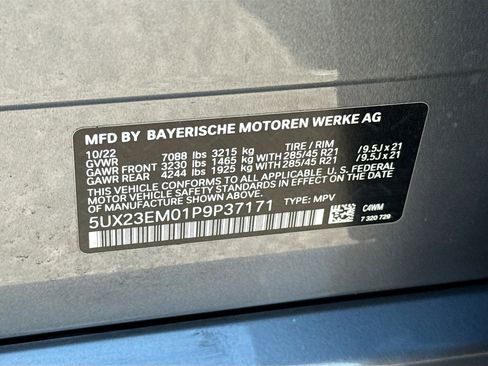 MFD BY BAYERISCHE MOTOREN WERKE AG
10/22 TIRE / RIM
GVWR 7088 lbs 3215 kg
GAWR FRONT 3230 lbs 1465 kg WITH 285/45 R21 /9.5J x 21
GAWR REAR 4244 lbs 1925 kg WITH 285/45 R21 /9.5J x 21
THIS VEHICLE CONFORMS TO ALL APPLICABLE U.S. FEDERAL
MOTOR VEHICLE SAFETY STANDARDS IN EFFECT ON THE
DATE OF MANUFACTURE SHOWN ABOVE.
5UX23EM01P9P37171 TYPE: MPV C4WM
7 320 729